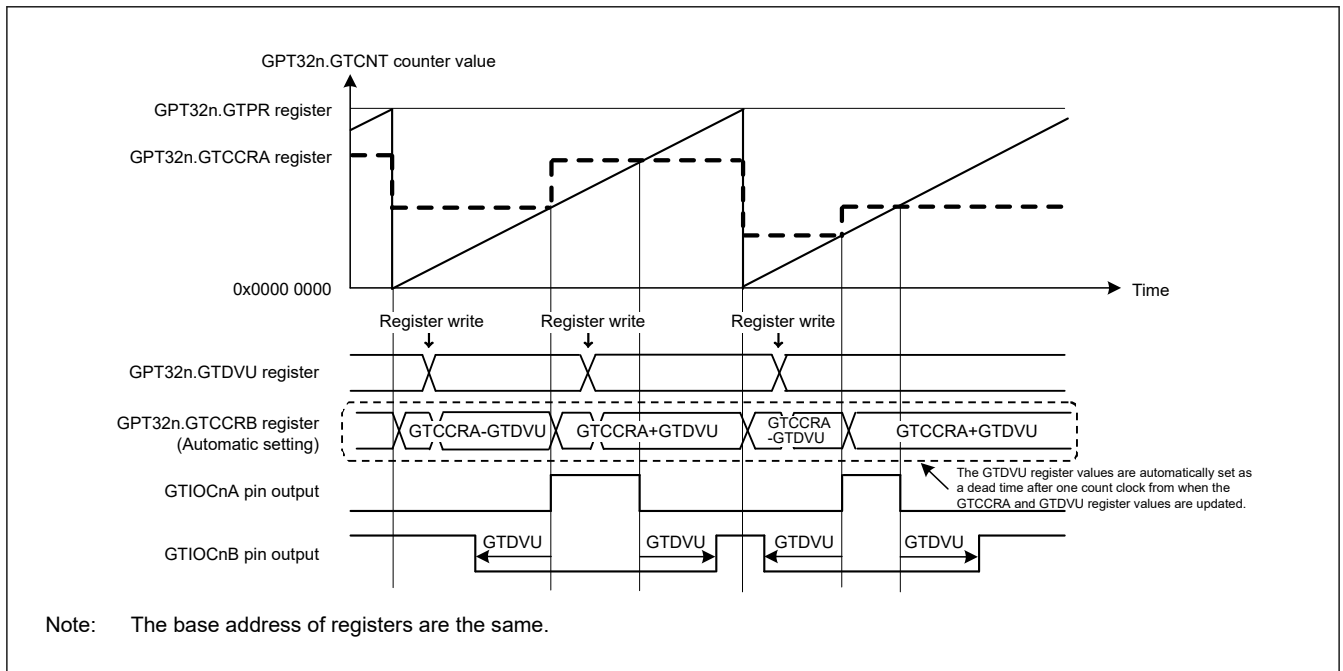 GPT32n.GTCNT counter value
GPT32n.GTPR register
GPT32n.GTCCRA register
0x0000 0000
Time
Register write
Register write
Register write
GPT32n.GTDVU register
GPT32n.GTCCRB register
(Automatic setting)
GTCCRA-GTDVU
GTCCRA+GTDVU
GTCCRA
-GTDVU
GTCCRA+GTDVU
The GTDVU register values are automatically set as
a dead time after one count clock from when the
GTCCRA and GTDVU register values are updated.
GTIOCnA pin output
GTIOCnB pin output
GTDVU
GTDVU
GTDVU
GTDVU
Note: The base address of registers are the same.